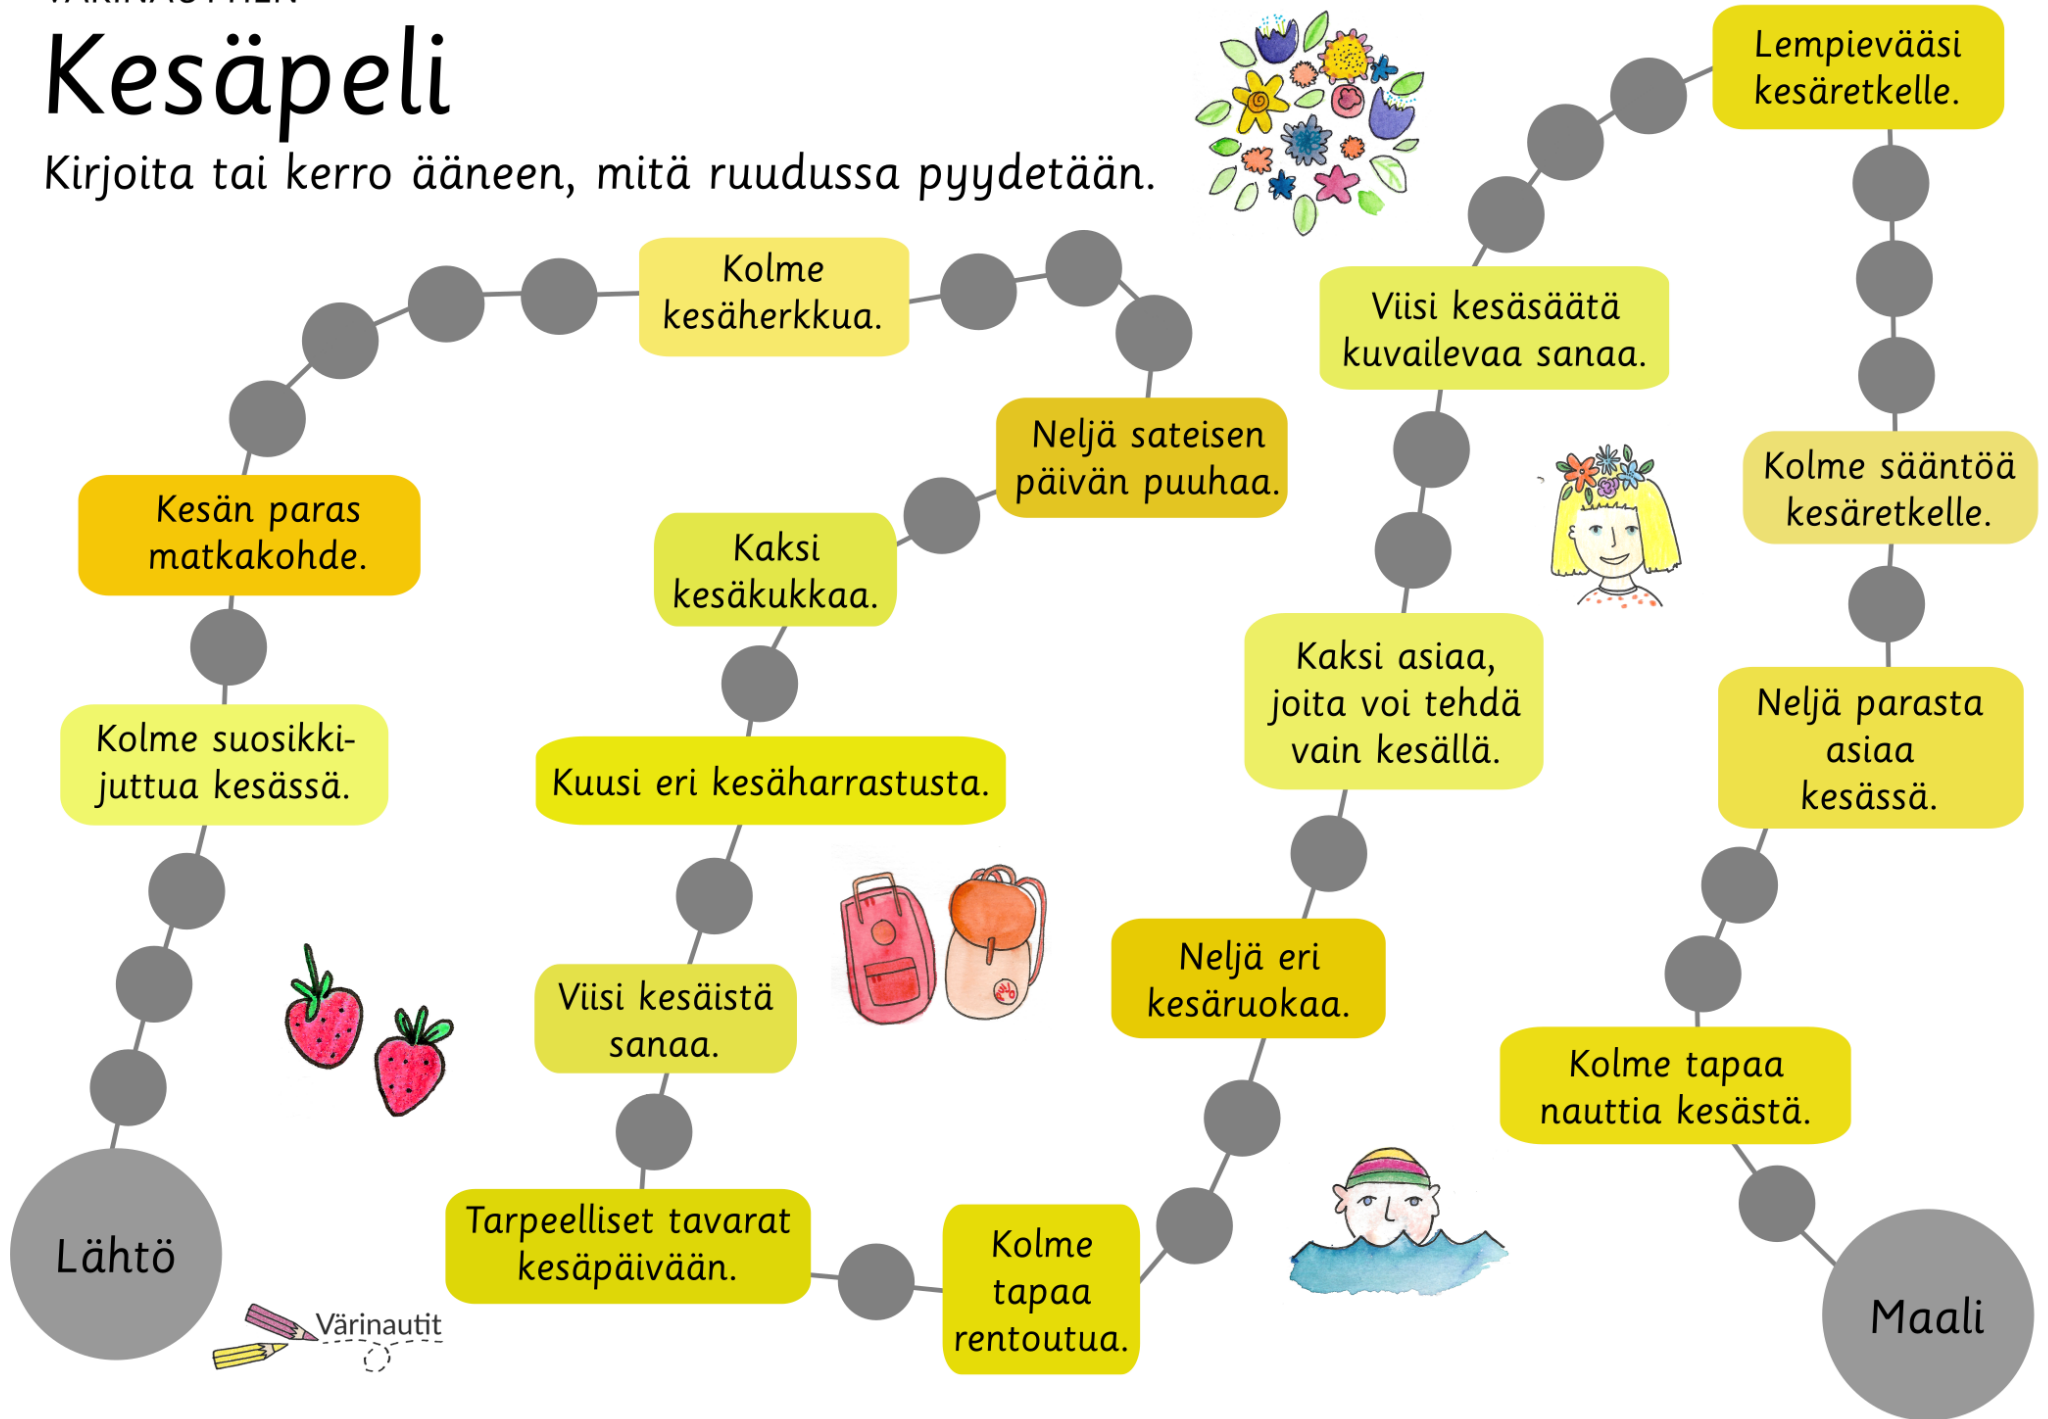 VÄRINAUTTIEN
Kesäpeli
Kirjoita tai kerro ääneen, mitä ruudussa pyydetään.
Lähtö
Kolme suosikki-
juttua kesässä.
Kesän paras
matkakohde.
Kolme
kesäherkkua.
Neljä sateisen
päivän puuhaa.
Kaksi
kesäkukkaa.
Kuusi eri kesäharrastusta.
Viisi kesäistä
sanaa.
Tarpeelliset tavarat
kesäpäivään.
Kolme
tapaa
rentoutua.
Neljä eri
kesäruokaa.
Kaksi asiaa,
joita voi tehdä
vain kesällä.
Viisi kesäsäätä
kuvailevaa sanaa.
Lempievääsi
kesäretkelle.
Kolme sääntöä
kesäretkelle.
Neljä parasta
asiaa
kesässä.
Kolme tapaa
nauttia kesästä.
Maali
Värinautit